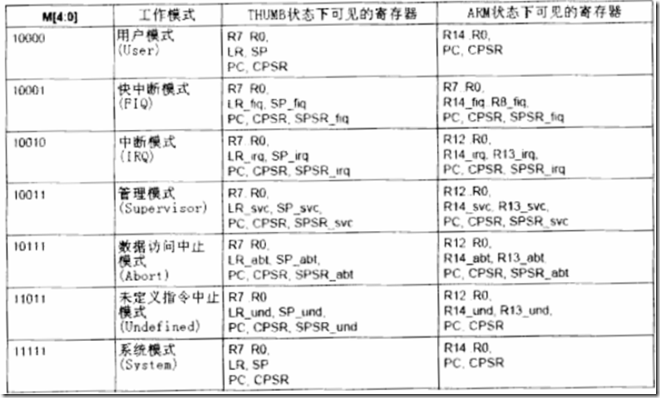 M[4:0] 工作模式 THUMB状态下可见的寄存器 ARM状态下可见的寄存器
10000 用户模式 R7 R0, R14 .R0,
(User) LR, SP PC, CPSR
PC, CPSR
10001 快中断模式 R7 R0, R7 R0,
(FIQ) LR_fiq, SP_fiq R14_fiq R8_fiq,
PC, CPSR, SPSR_fiq PC, CPSR, SPSR_fiq
10010 中断模式 R7 R0, R12 .R0,
(IRQ) LR_irq, SP_irq R14_irq, R13_irq,
PC, CPSR, SPSR_irq PC, CPSR, SPSR_irq
10011 管理模式 R7 R0, R12 .R0,
(Supervisor) LR_svc, SP_svc, R14_svc, R13_svc,
PC, CPSR, SPSR_svc PC, CPSR, SPSR_svc
10111 数据访问中止 R7 R0, R12 R0,
模式 LR_abt, SP_abt, R14_abt, R13_abt
(Abort) PC, CPSR, SPSR_abt PC, CPSR, SPSR_abt
11011 未定义指令中止 R7 R0 R12 R0,
模式 LR_und, SP_und, R14_und, R13_und,
(Undefined) PC, CPSR, SPSR_und PC, CPSR
11111 系统模式 R7 R0, R14 R0,
(System) LR, SP PC, CPSR
PC, CPSR